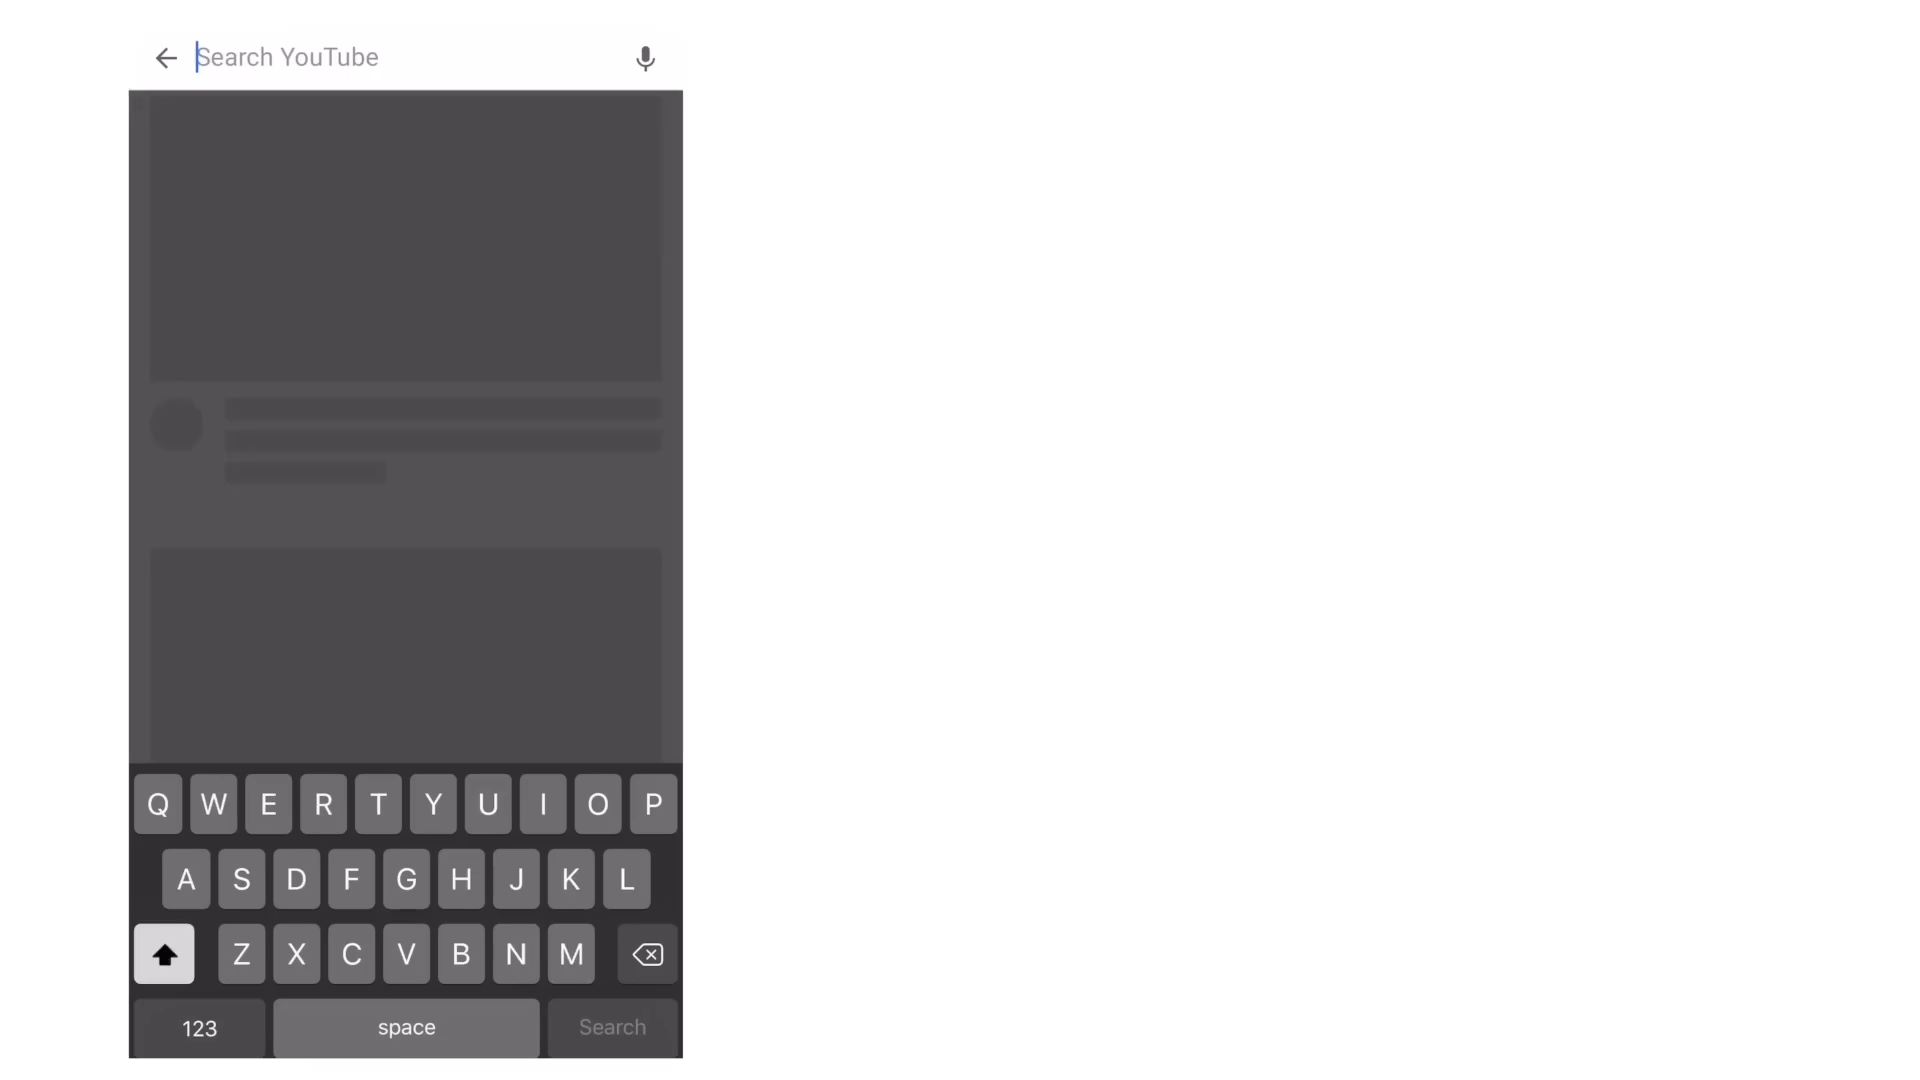 Search YouTube
Q W E R T Y U I O P
A S D F G H J K L
Z X C V B N M
123 space Search